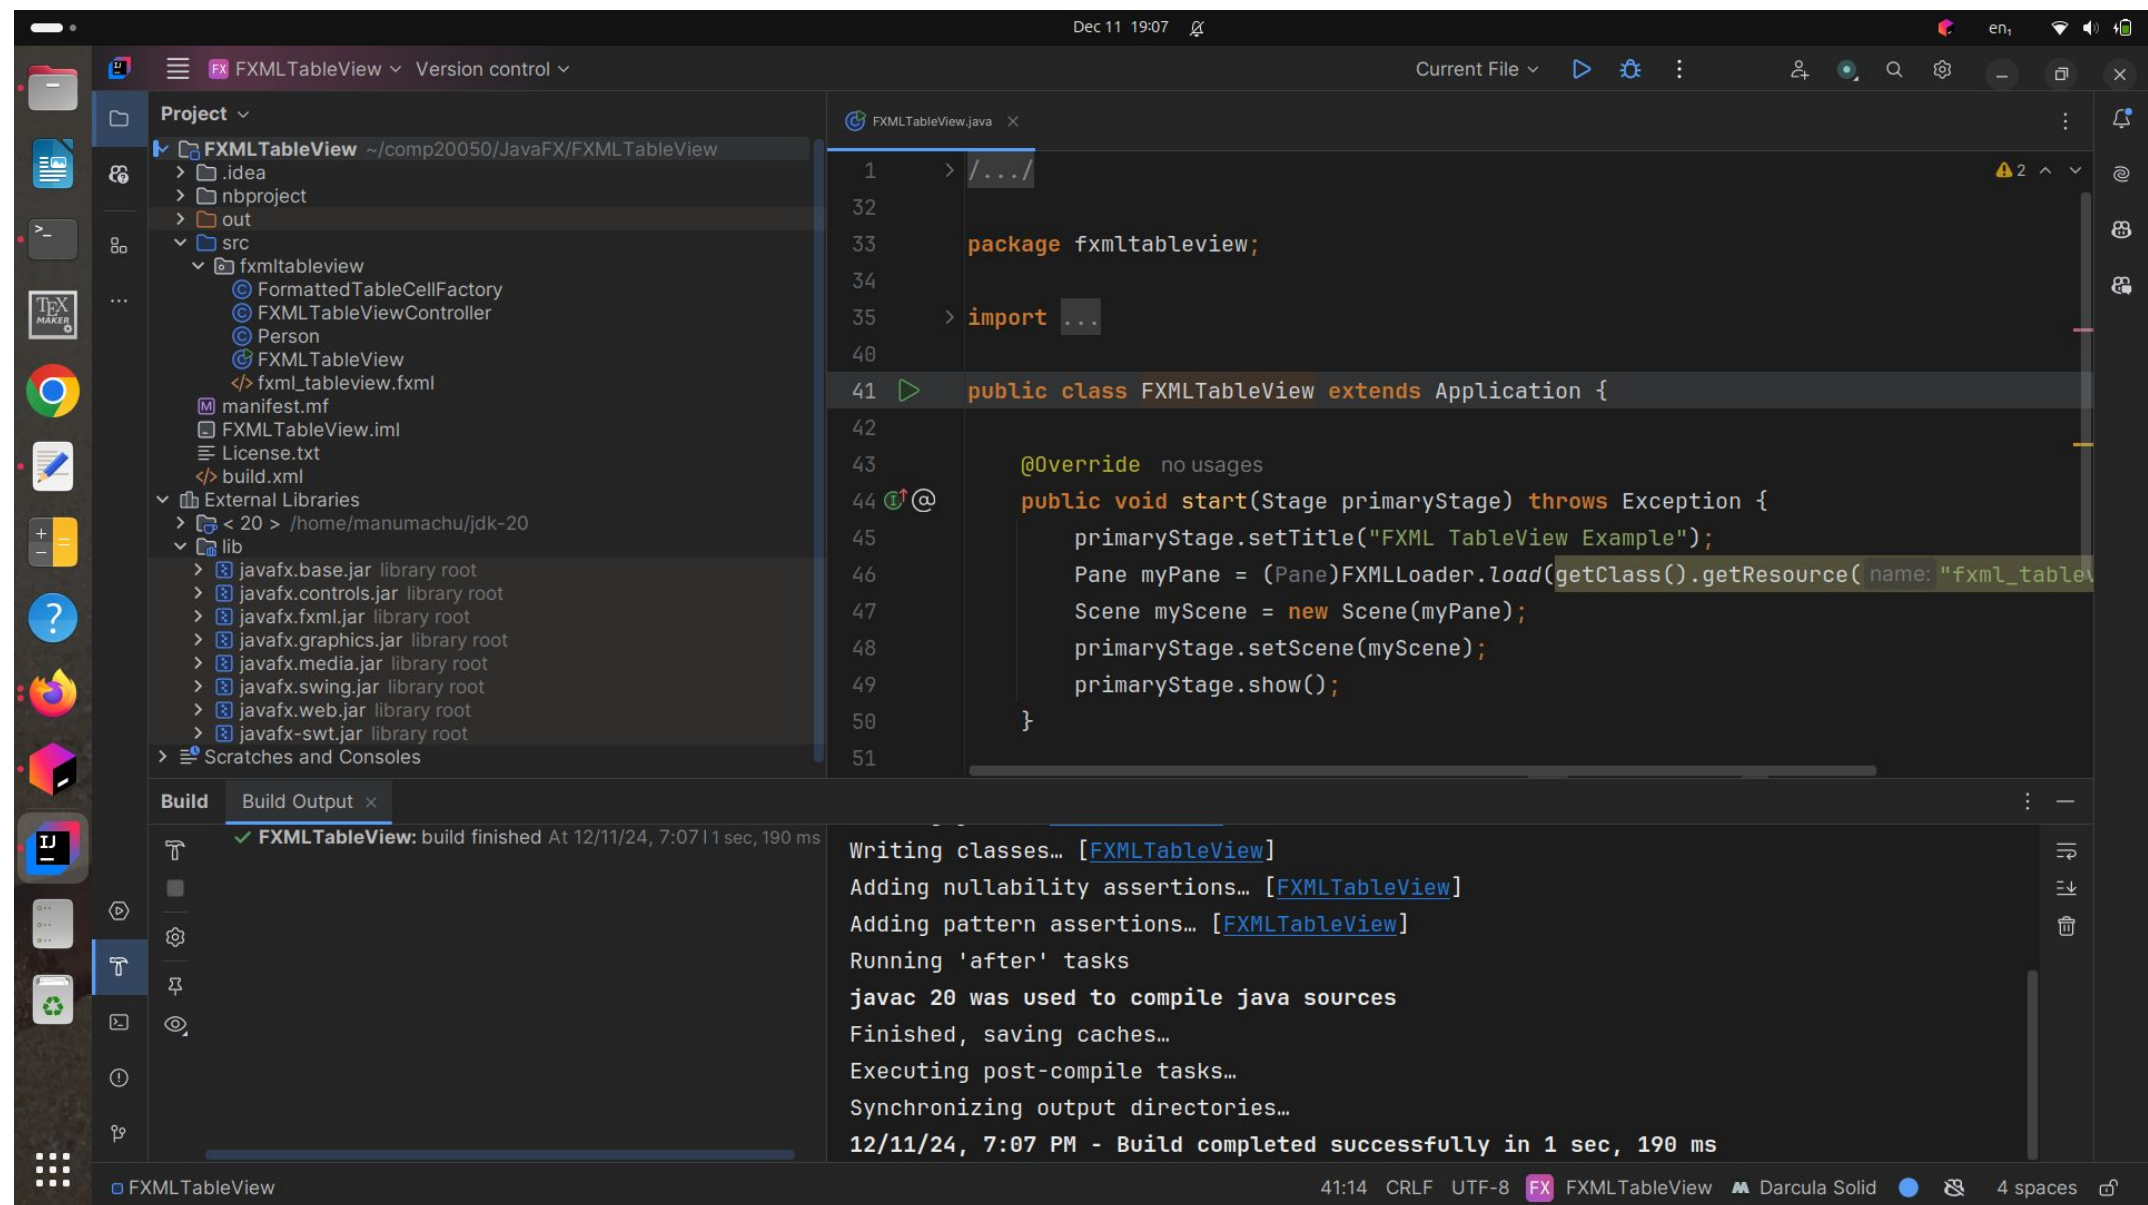 Dec 11 19:07
en₁
FX FXMLTableView Version control
Current File
Project
FXMLTableView ~/comp20050/JavaFX/FXMLTableView
.idea
nbproject
out
src
fxmltableview
FormattedTableCellFactory
FXMLTableViewController
Person
FXMLTableView
</> fxml_tableview.fxml
manifest.mf
FXMLTableView.iml
License.txt
</> build.xml
External Libraries
< 20 > /home/manumachu/jdk-20
lib
javafx.base.jar library root
javafx.controls.jar library root
javafx.fxml.jar library root
javafx.graphics.jar library root
javafx.media.jar library root
javafx.swing.jar library root
javafx.web.jar library root
javafx-swt.jar library root
Scratches and Consoles
FXMLTableView.java
2
1 /.../
32
33 package fxmltableview;
34
35 import ...
40
41 public class FXMLTableView extends Application {
42
43 @Override no usages
44 public void start(Stage primaryStage) throws Exception {
45 primaryStage.setTitle("FXML TableView Example");
46 Pane myPane = (Pane)FXMLLoader.load(getClass().getResource( name: "fxml_table
47 Scene myScene = new Scene(myPane);
48 primaryStage.setScene(myScene);
49 primaryStage.show();
50 }
51
Build Build Output
FXMLTableView: build finished At 12/11/24, 7:07 1 sec, 190 ms
Writing classes… [FXMLTableView]
Adding nullability assertions… [FXMLTableView]
Adding pattern assertions… [FXMLTableView]
Running 'after' tasks
javac 20 was used to compile java sources
Finished, saving caches…
Executing post-compile tasks…
Synchronizing output directories…
12/11/24, 7:07 PM - Build completed successfully in 1 sec, 190 ms
TEX
MAKER
IJ
FXMLTableView
41:14 CRLF UTF-8 FX FXMLTableView Darcula Solid 4 spaces